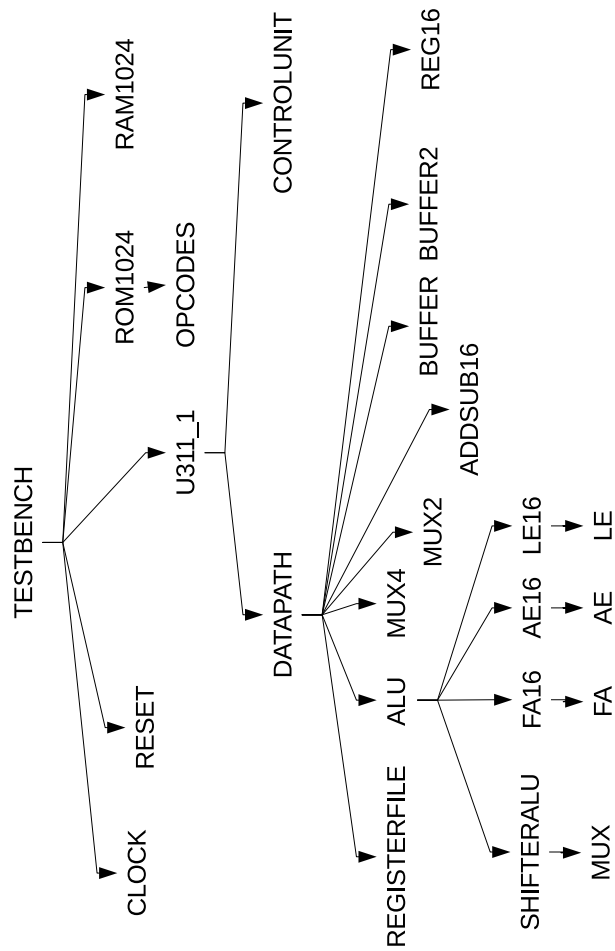 TESTBENCH
CLOCK
RESET
ROM1024
RAM1024
U311_1
OPCODES
DATAPATH
CONTROLUNIT
REGISTERFILE
ALU
MUX4
MUX2
ADDSUB16
BUFFER
BUFFER2
REG16
SHIFTERALU
FA16
AE16
LE16
MUX
FA
AE
LE